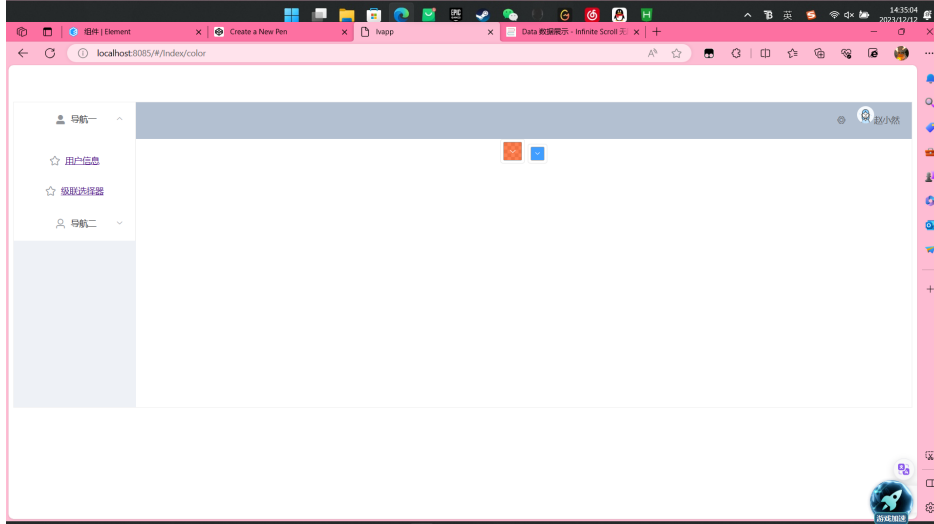 14:35:04
英
2023/12/12
组件 | Element
Create a New Pen
lvapp
Data 数据展示 - Infinite Scroll 无
localhost:8085/#/Index/color
导航一
赵小然
用户信息
级联选择器
导航二
游戏加速